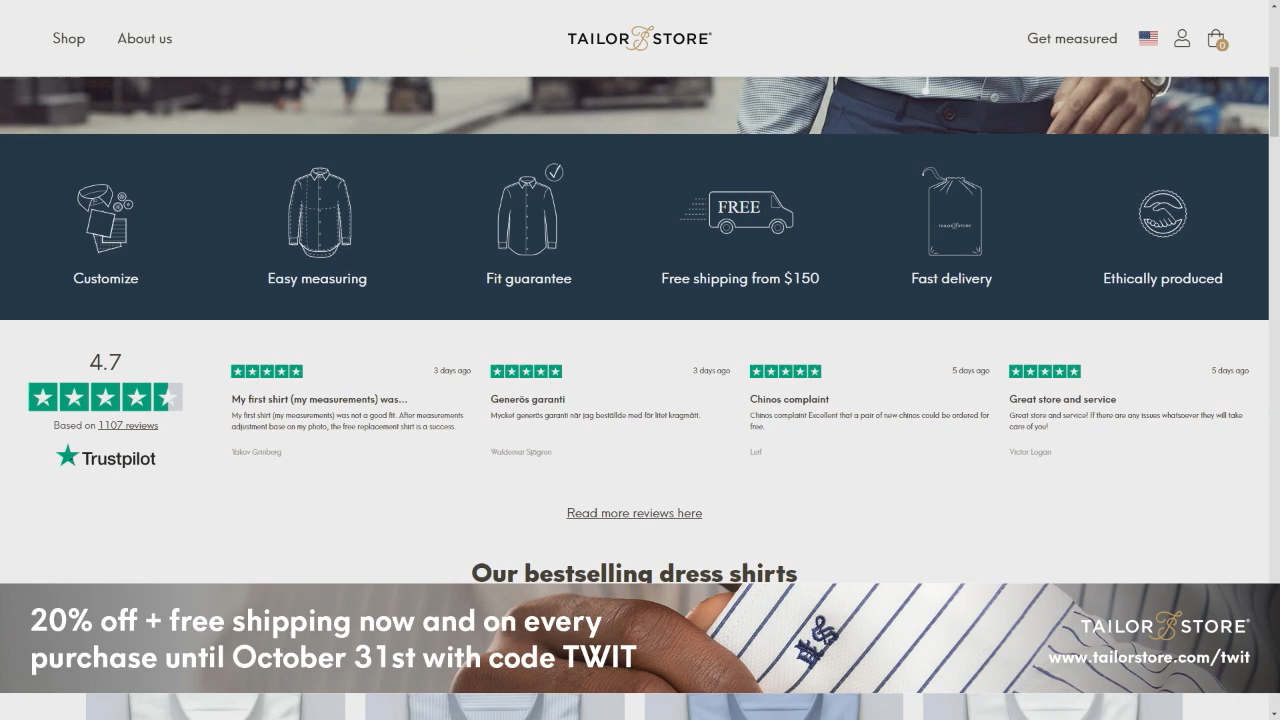 Shop
About us
TAILOR STORE®
Get measured
0
FREE
TAILOR STORE
Customize
Easy measuring
Fit guarantee
Free shipping from $150
Fast delivery
Ethically produced
4.7
Based on 1107 reviews
Trustpilot
3 days ago
My first shirt (my measurements) was...
My first shirt (my measurements) was not a good fit. After measurements
adjustment base on my photo, the free replacement shirt is a success.
Yakov Grinberg
3 days ago
Generös garanti
Mycket generös garanti när jag beställde med för litet kragmått.
Waldemar Sjögren
5 days ago
Chinos complaint
Chinos complaint Excellent that a pair of new chinos could be ordered for
free.
Leif
5 days ago
Great store and service
Great store and service! If there are any issues whatsoever they will take
care of you!
Victor Logan
Read more reviews here
Our bestselling dress shirts
20% off + free shipping now and on every
purchase until October 31st with code TWIT
TAILOR STORE®
www.tailorstore.com/twit